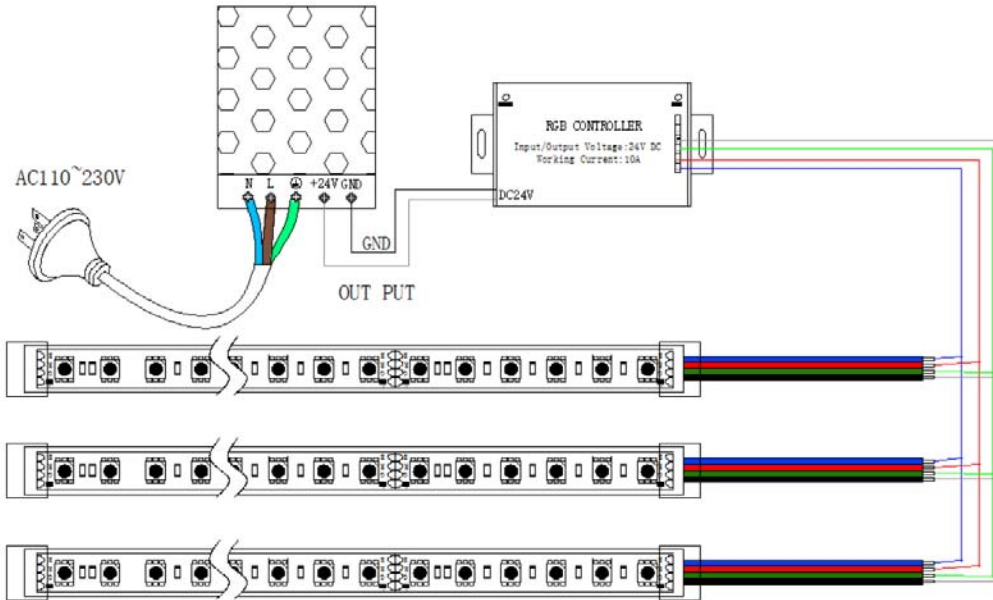 AC110~230V
N L +24V GND
GND
OUT PUT
RGB CONTROLLER
Input/Output Voltage:24V DC
Working Current:10A
DC24V